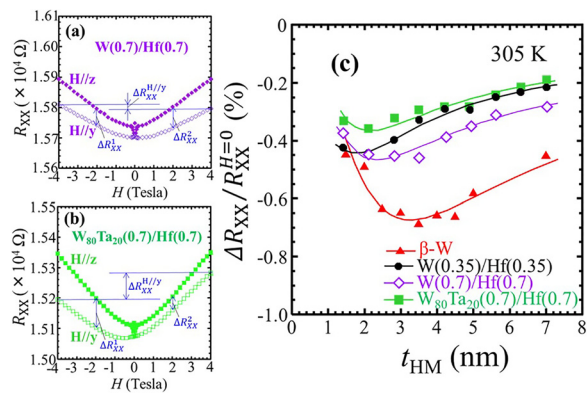 (a) W(0.7)/Hf(0.7)
1.61
1.60
1.59
1.58
1.57
1.56
R_XX (× 10⁴ Ω)
H//z
H//y
ΔR_XX^{H//y}
ΔR_XX^1
ΔR_XX^2
-4 -3 -2 -1 0 1 2 3 4
H (Tesla)
(b) W₈₀Ta₂₀(0.7)/Hf(0.7)
1.55
1.54
1.53
1.52
1.51
1.50
R_XX (× 10⁴ Ω)
H//z
H//y
ΔR_XX^{H//y}
ΔR_XX^1
ΔR_XX^2
-4 -3 -2 -1 0 1 2 3 4
H (Tesla)
(c) 305 K
-0
-0.2
-0.4
-0.6
-0.8
-1
ΔR_XX/R_XX^{H=0} (%)
β-W
W(0.35)/Hf(0.35)
W(0.7)/Hf(0.7)
W₈₀Ta₂₀(0.7)/Hf(0.7)
0 1 2 3 4 5 6 7 8
t_HM (nm)